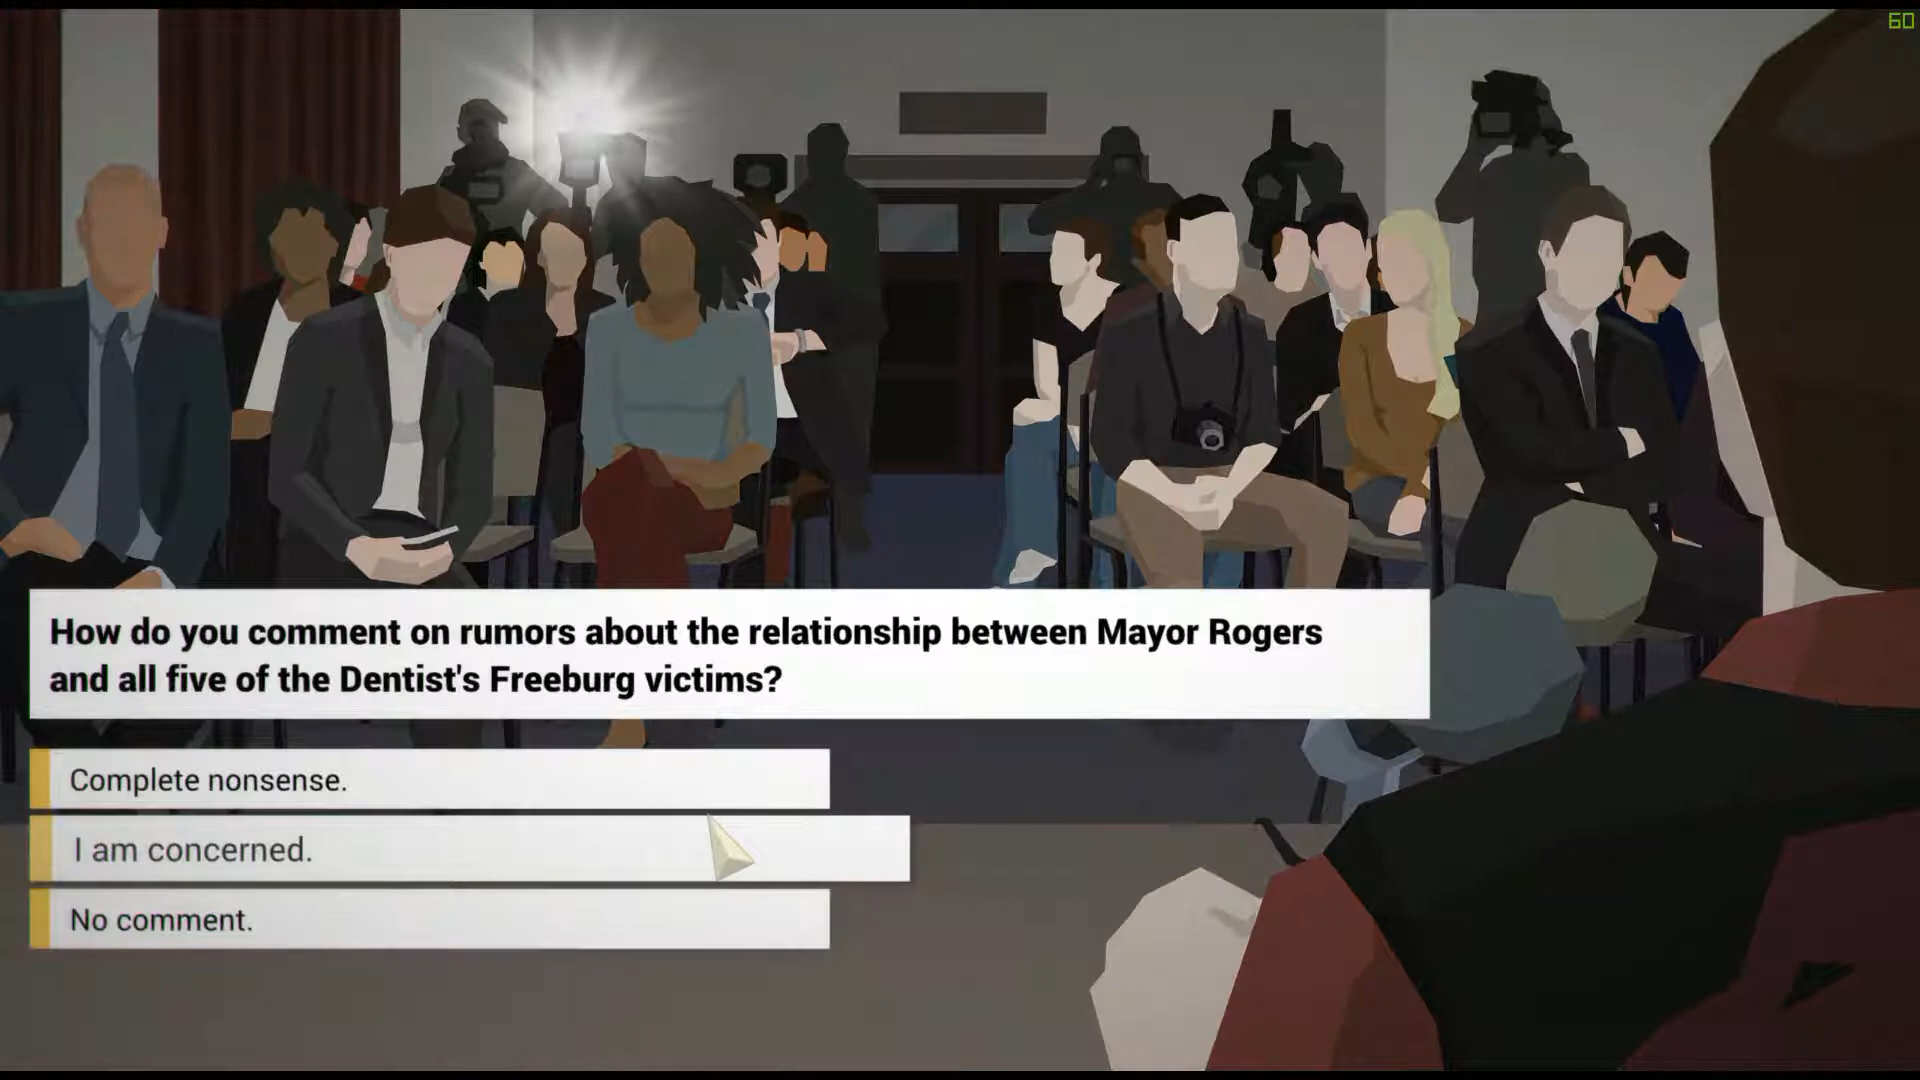 60
How do you comment on rumors about the relationship between Mayor Rogers
and all five of the Dentist's Freeburg victims?
Complete nonsense.
I am concerned.
No comment.